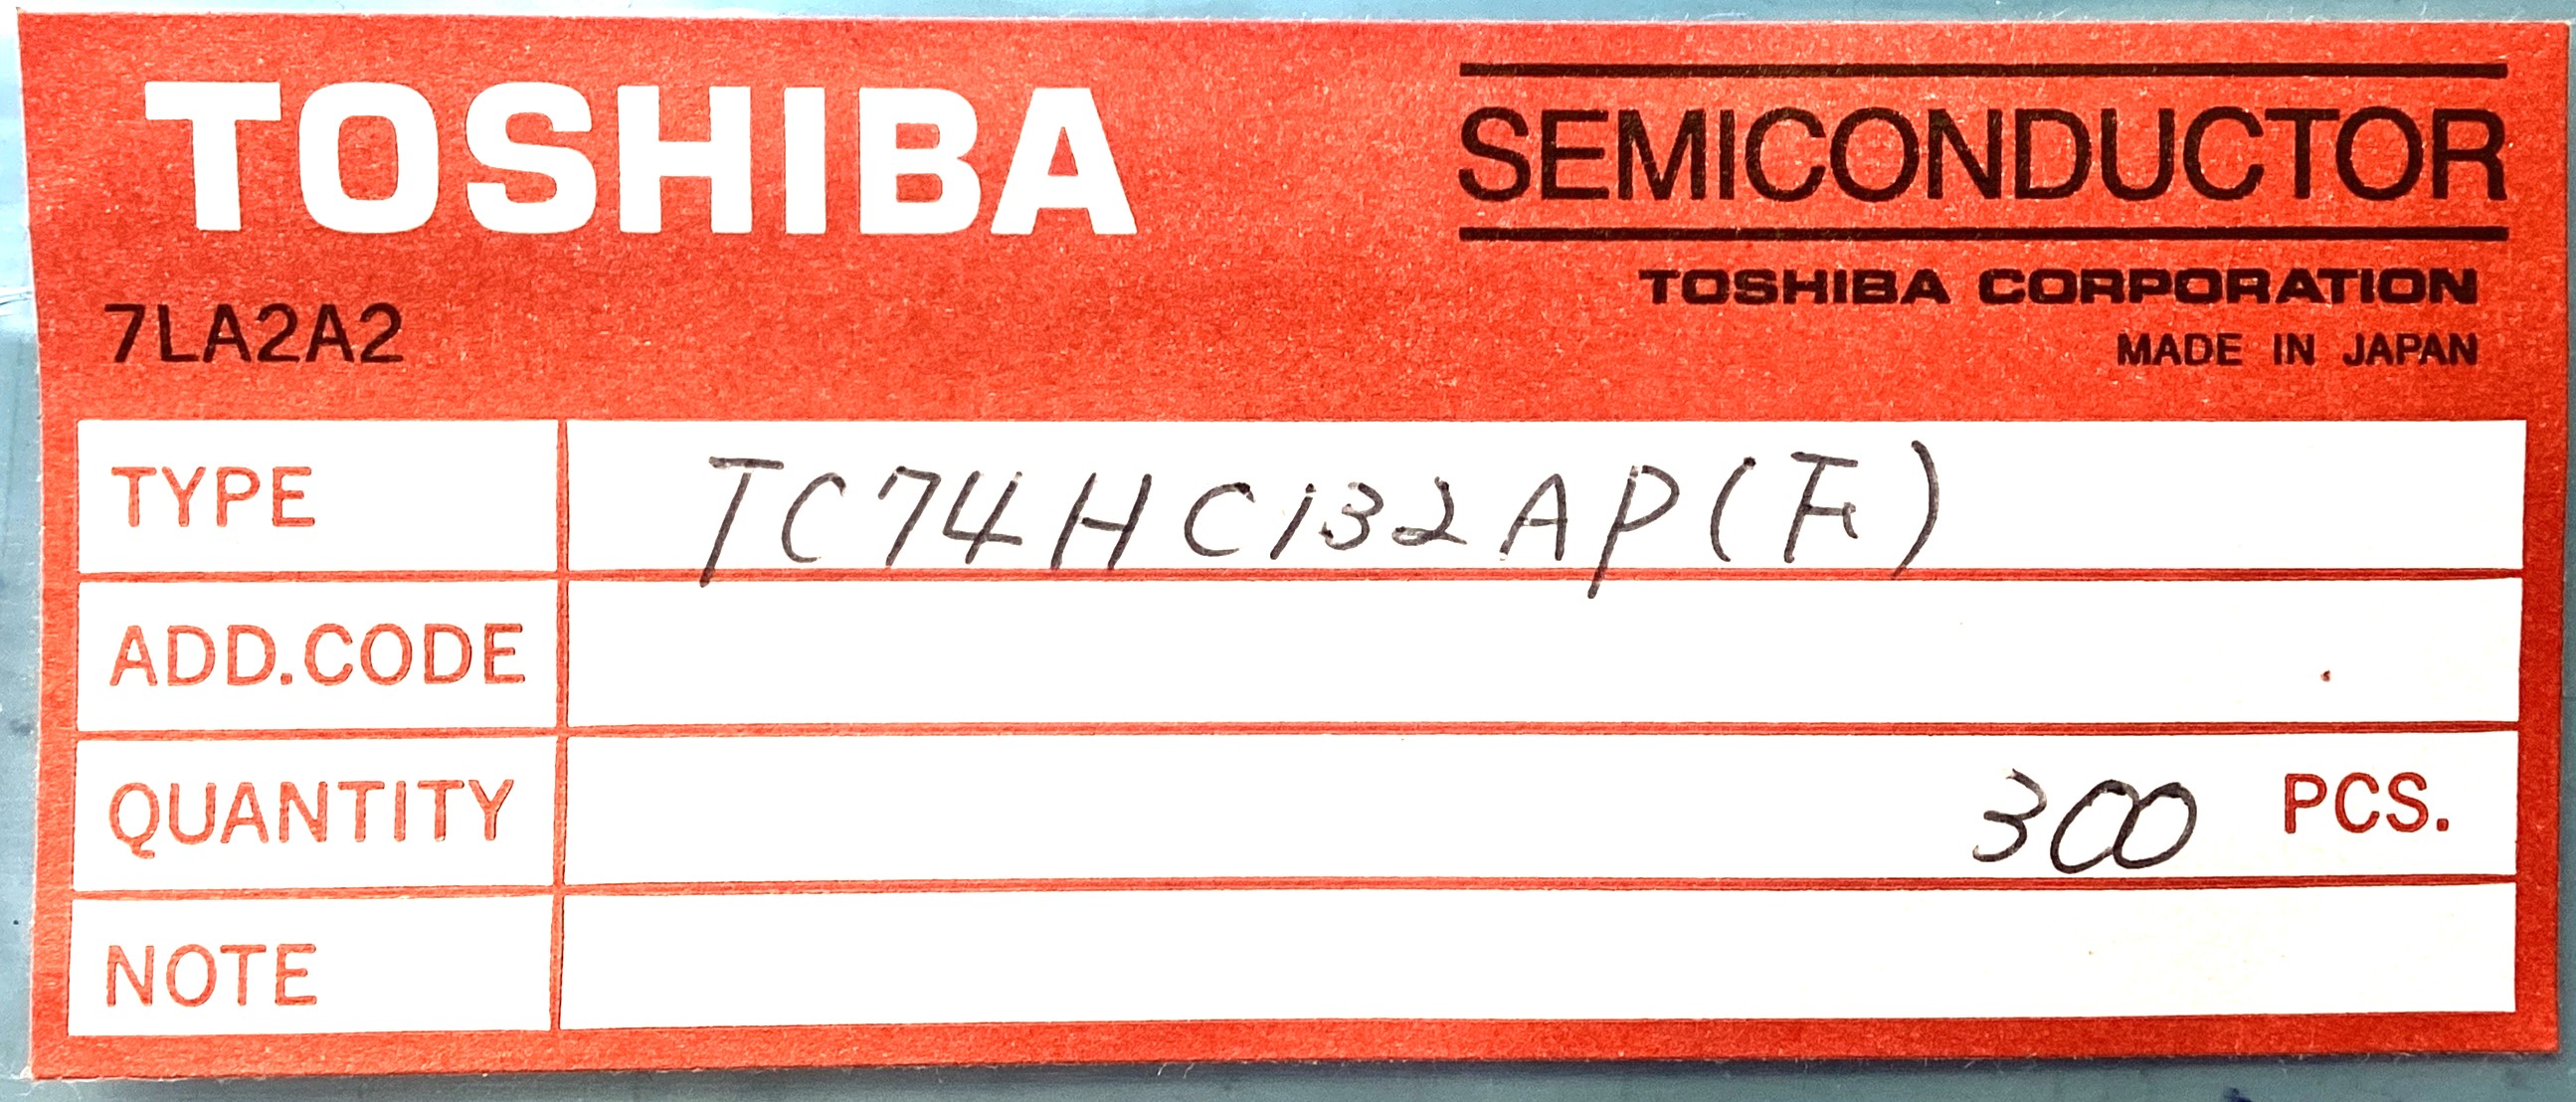 TOSHIBA
SEMICONDUCTOR
TOSHIBA CORPORATION
MADE IN JAPAN
7LA2A2
TYPE TC74HC132AP(F)
ADD.CODE
QUANTITY 300 PCS.
NOTE